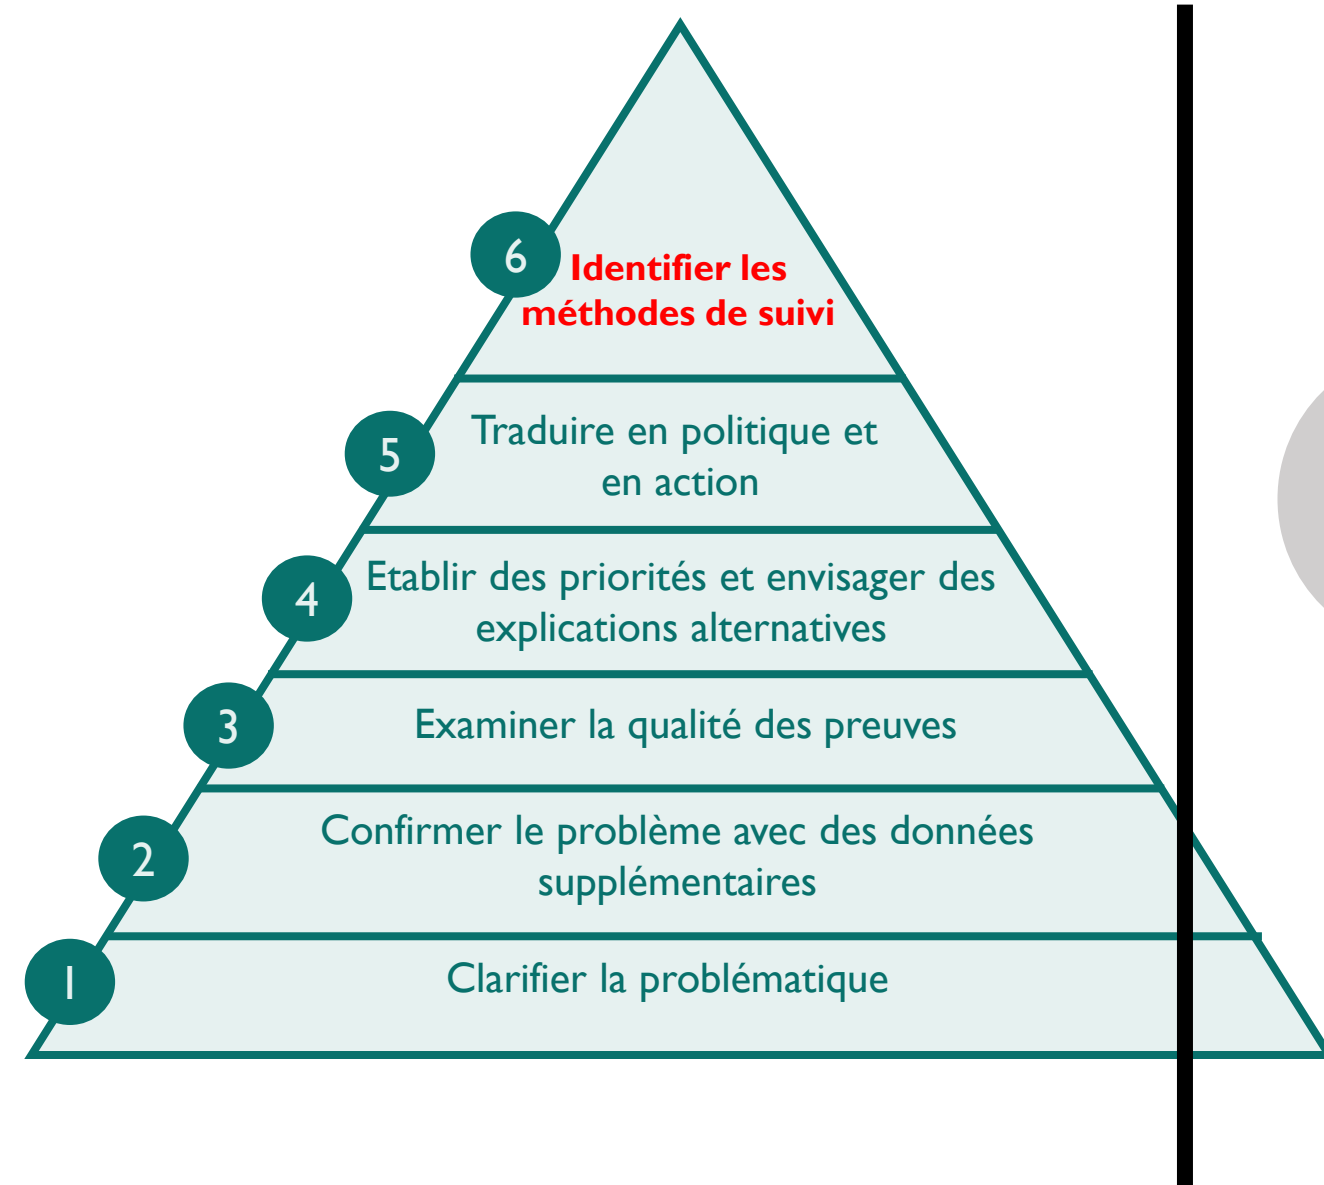 6
Identifier les
méthodes de suivi
5
Traduire en politique et
en action
4
Etablir des priorités et envisager des
explications alternatives
3
Examiner la qualité des preuves
2
Confirmer le problème avec des données
supplémentaires
1
Clarifier la problématique